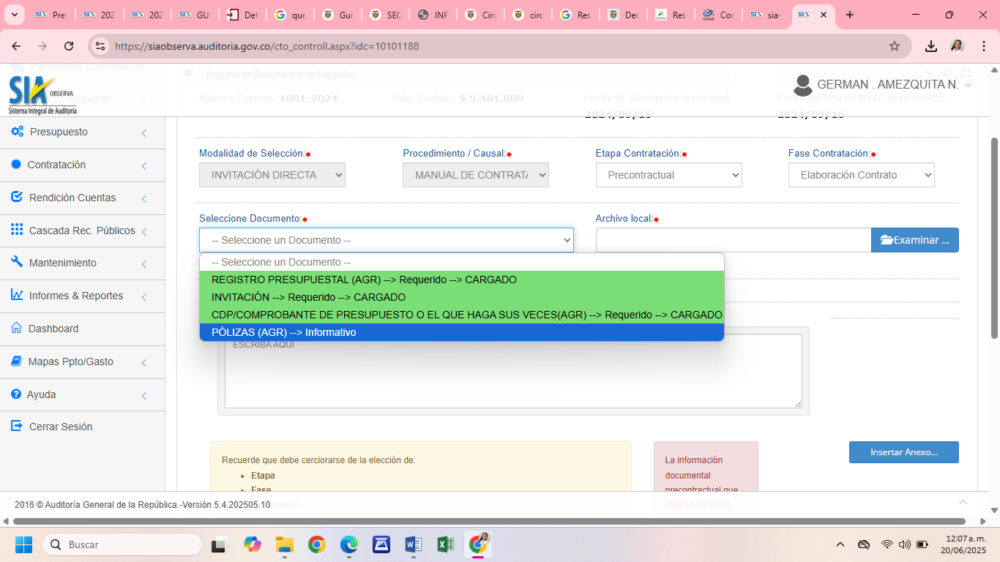 Prec
202
202
GUI
Det
que
Guí
SEC
INF
Circ
circ
Res
Dec
Res
Cor
sia-
https://siaobserva.auditoria.gov.co/cto_controll.aspx?idc=10101188
Parametros Contratación
Registro de Documentos de Legalidad
SIA OBSERVA
Sistema Integral de Auditoría
de Gobierno
GERMAN . AMEZQUITA N.
Número Contrato: 1001-2024
Valor Contrato: $ 5.481.000
Fecha de Suscripción (aaaa/mm/d
Fecha del Acta de Inicio (aaaa/mm/dd)
2024/09/16
2024/09/16
Presupuesto
Contratación
Rendición Cuentas
Cascada Rec. Públicos
Mantenimiento
Informes & Reportes
Dashboard
Mapas Ppto/Gasto
Ayuda
Cerrar Sesión
Modalidad de Selección:*
Procedimiento / Causal:*
Etapa Contratación:*
Fase Contratación:*
INVITACIÓN DIRECTA
MANUAL DE CONTRATA
Precontractual
Elaboración Contrato
Seleccione Documento:*
Archivo local:*
-- Seleccione un Documento --
Examinar ...
-- Seleccione un Documento --
REGISTRO PRESUPUESTAL (AGR) --> Requerido --> CARGADO
INVITACIÓN --> Requerido --> CARGADO
CDP/COMPROBANTE DE PRESUPUESTO O EL QUE HAGA SUS VECES(AGR) --> Requerido --> CARGADO
PÓLIZAS (AGR) --> Informativo
ESCRIBA AQUI
Recuerde que debe cerciorarse de la elección de:
• Etapa
• Fase
La información
documental
precontractual que
ingrese no podrá
Insertar Anexo...
2016 © Auditoría General de la República.-Versión 5.4.202505.10
Buscar
12:07 a. m.
20/06/2025